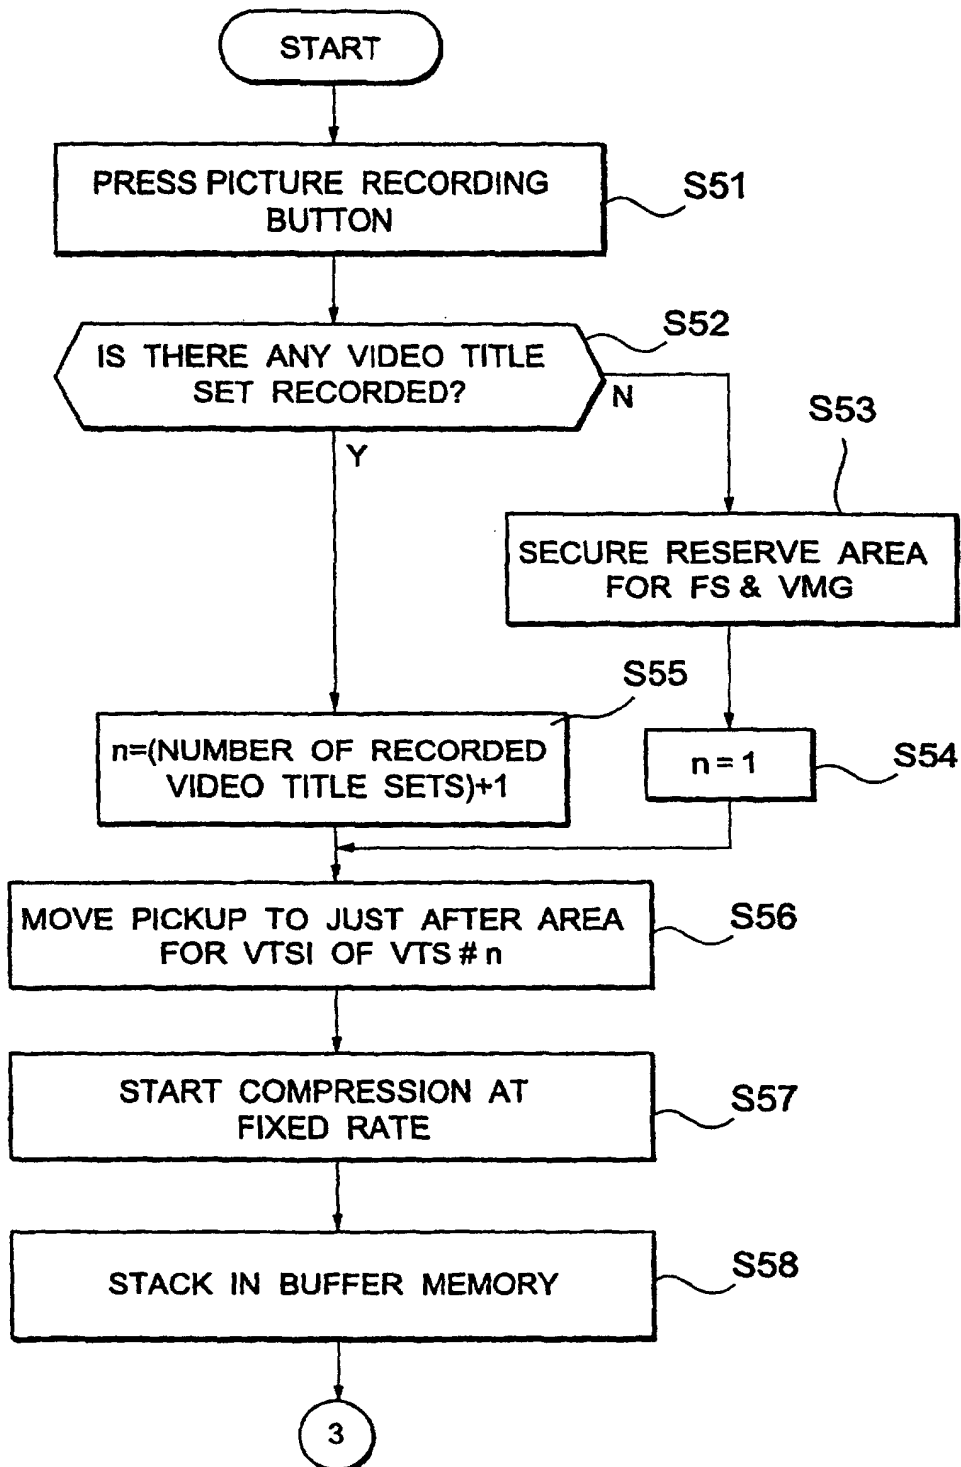 START
PRESS PICTURE RECORDING
BUTTON
S51
IS THERE ANY VIDEO TITLE
SET RECORDED?
S52
N
Y
S53
SECURE RESERVE AREA
FOR FS & VMG
S55
n=(NUMBER OF RECORDED
VIDEO TITLE SETS)+1
n = 1
S54
MOVE PICKUP TO JUST AFTER AREA
FOR VTSI OF VTS # n
S56
START COMPRESSION AT
FIXED RATE
S57
STACK IN BUFFER MEMORY
S58
3